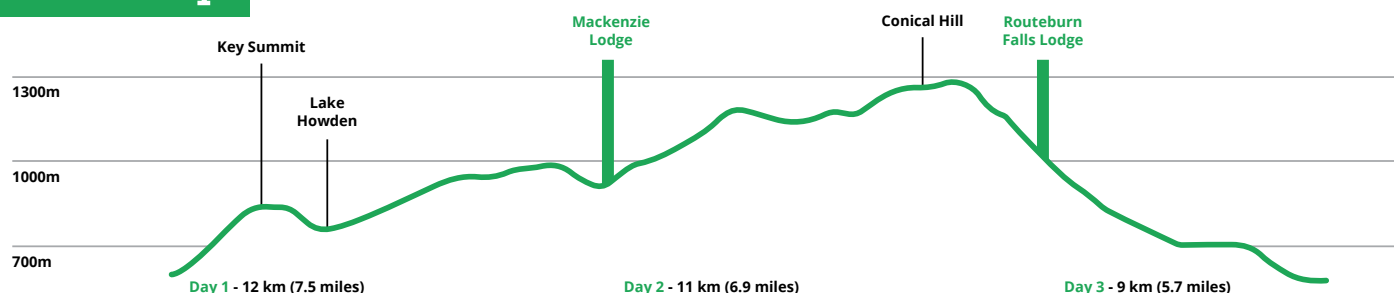 Key Summit
Lake
Howden
Mackenzie
Lodge
Conical Hill
Routeburn
Falls Lodge
1300m
1000m
700m
Day 1 - 12 km (7.5 miles)
Day 2 - 11 km (6.9 miles)
Day 3 - 9 km (5.7 miles)